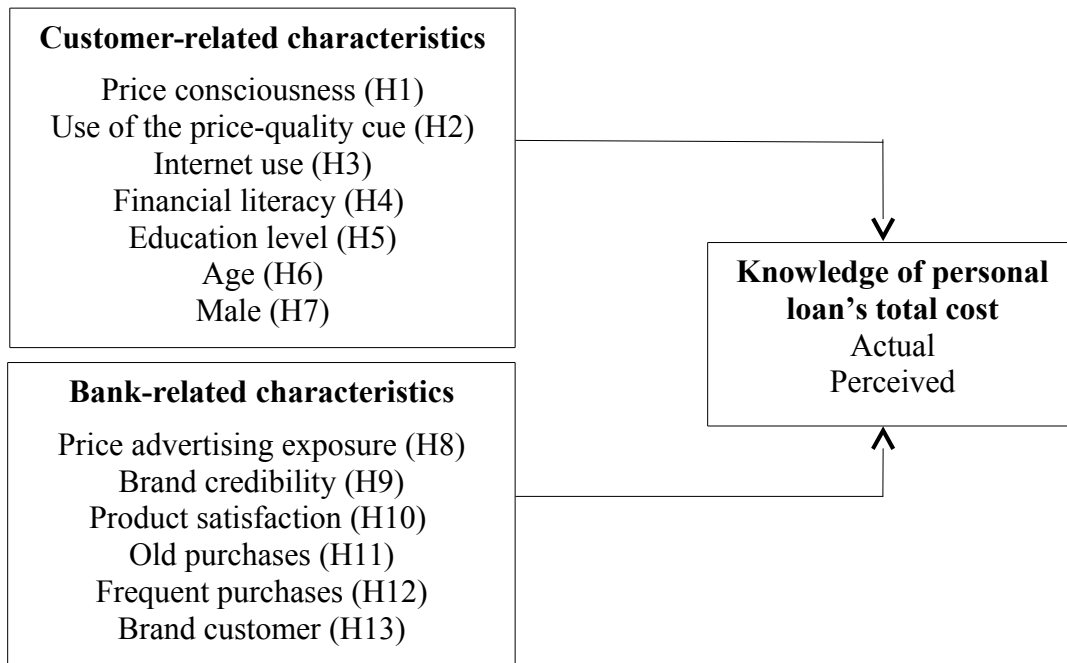 Customer-related characteristics
Price consciousness (H1)
Use of the price-quality cue (H2)
Internet use (H3)
Financial literacy (H4)
Education level (H5)
Age (H6)
Male (H7)
Bank-related characteristics
Price advertising exposure (H8)
Brand credibility (H9)
Product satisfaction (H10)
Old purchases (H11)
Frequent purchases (H12)
Brand customer (H13)
Knowledge of personal
loan’s total cost
Actual
Perceived